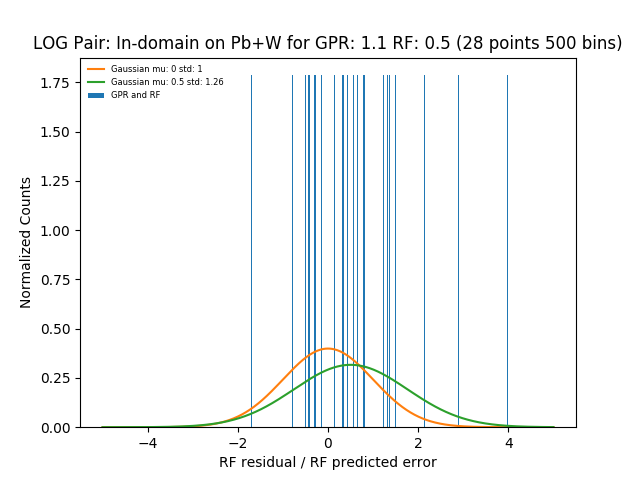 LOG Pair: In-domain on Pb+W for GPR: 1.1 RF: 0.5 (28 points 500 bins)
Gaussian mu: 0 std: 1
Gaussian mu: 0.5 std: 1.26
GPR and RF
Normalized Counts
1.75
1.50
1.25
1.00
0.75
0.50
0.25
0.00
−4
−2
0
2
4
RF residual / RF predicted error